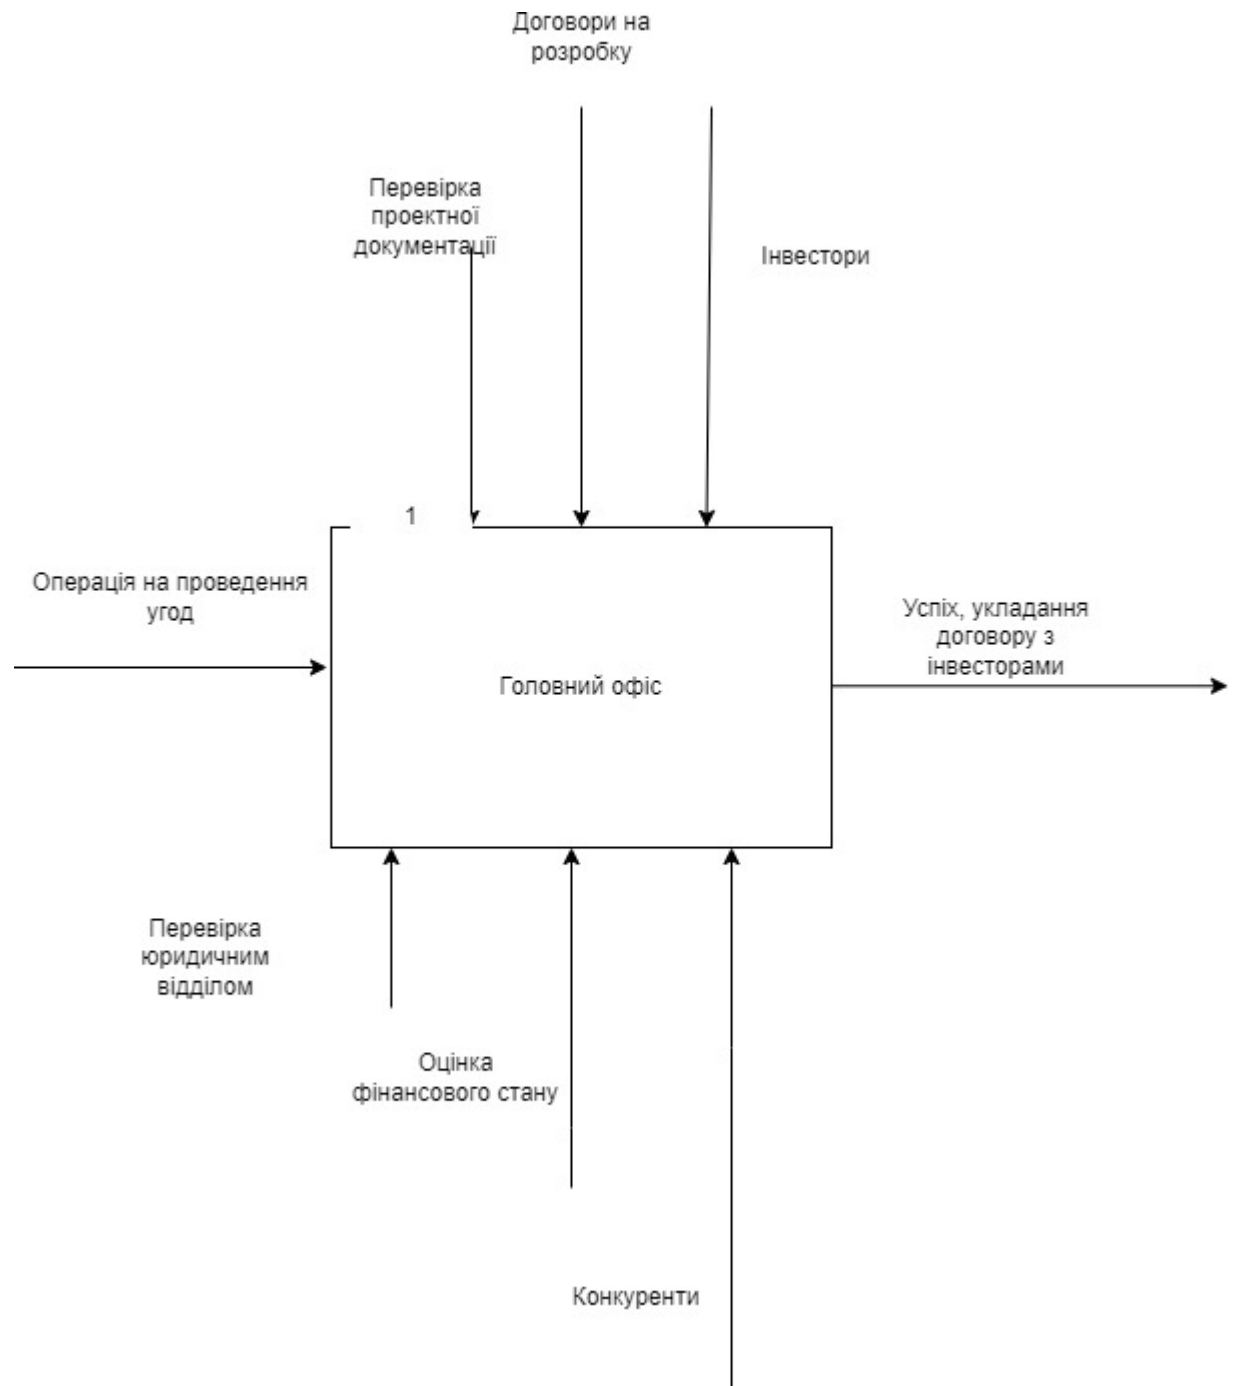 Договори на
розробку
Перевірка
проектної
документації
Інвестори
1
Операція на проведення
угод
Головний офіс
Успіх, укладання
договору з
інвесторами
Перевірка
юридичним
відділом
Оцінка
фінансового стану
Конкуренти